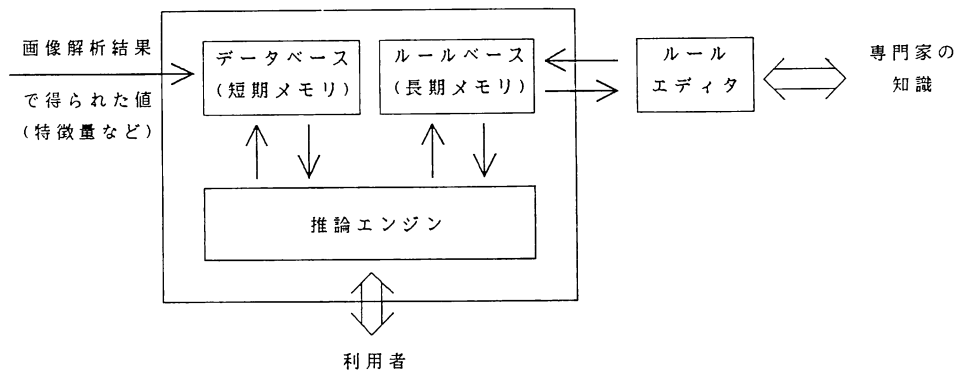 画像解析結果
で得られた値
(特徴量など)
データベース
(短期メモリ)
ルールベース
(長期メモリ)
ルール
エディタ
専門家の
知識
推論エンジン
利用者